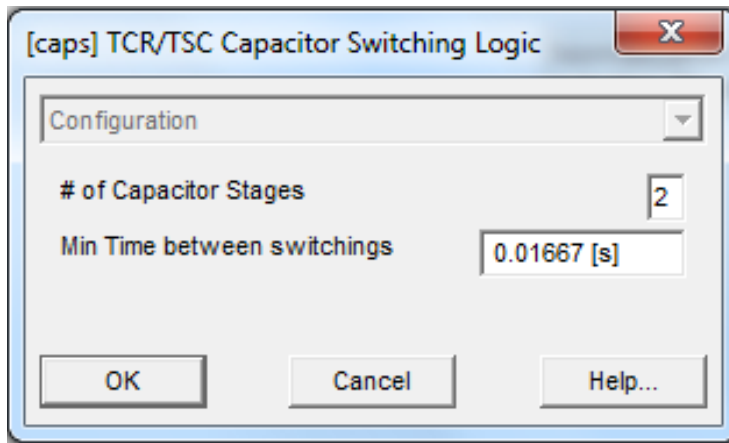 [caps] TCR/TSC Capacitor Switching Logic
Configuration
# of Capacitor Stages 2
Min Time between switchings 0.01667 [s]
OK Cancel Help...